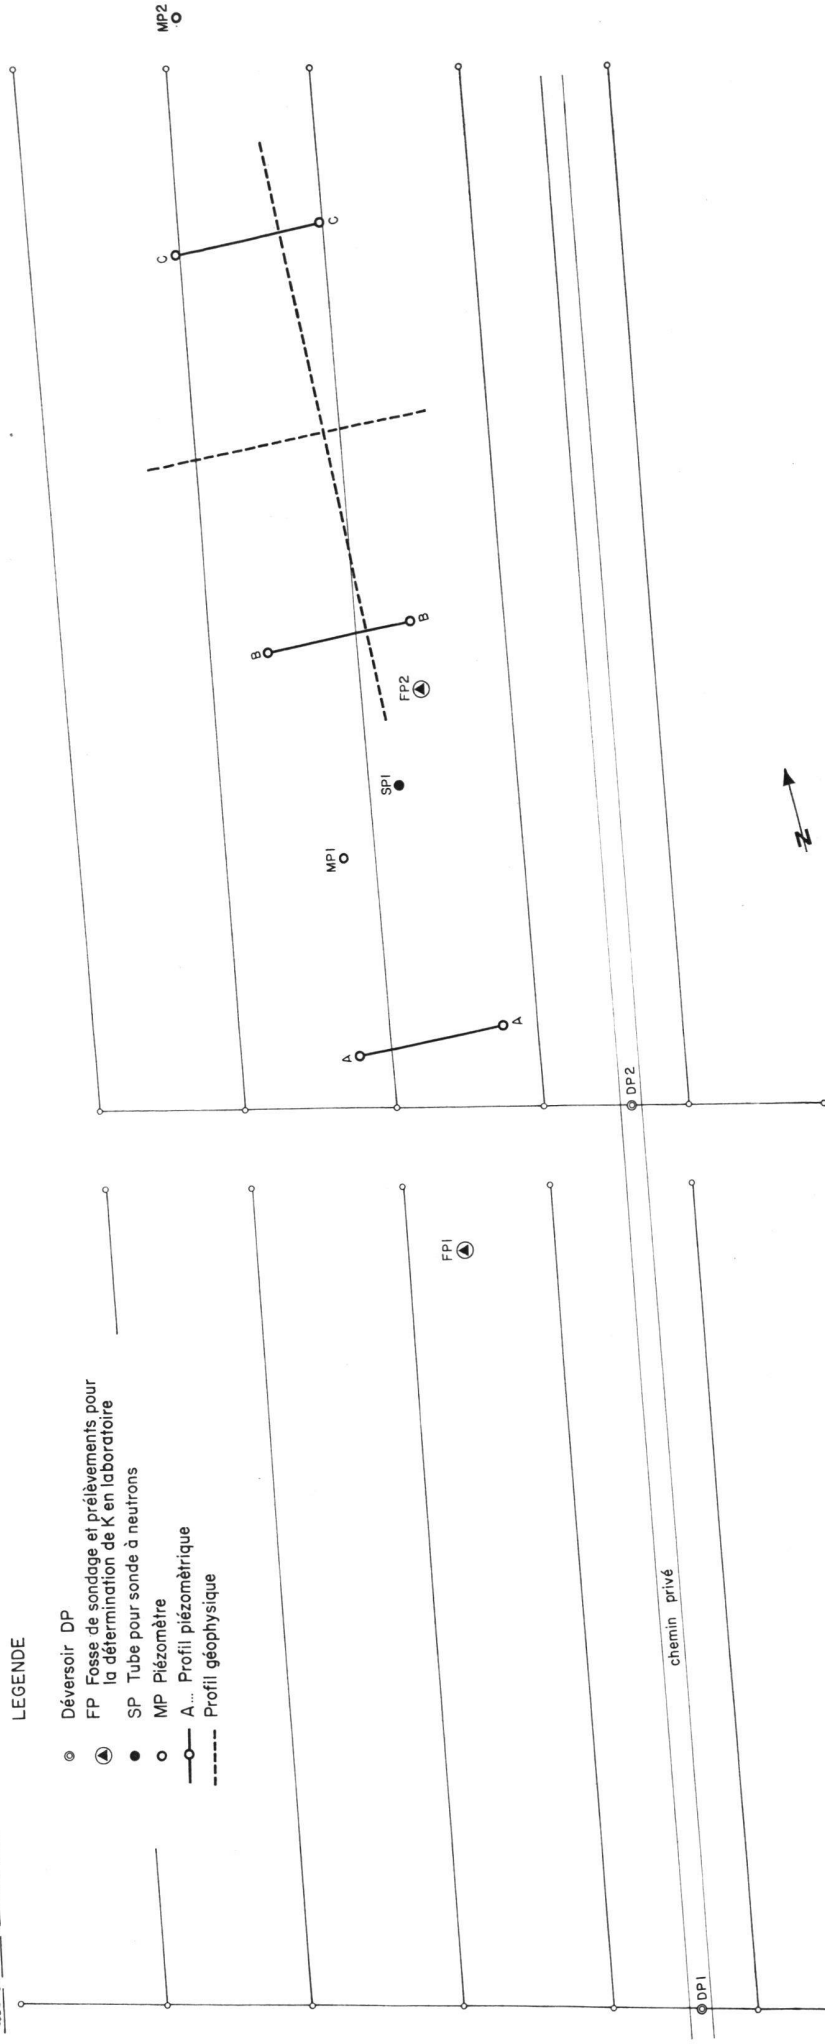 LEGENDE
Déversoir DP
FP Fosse de sondage et prélèvements pour
la détermination de K en laboratoire
SP Tube pour sonde à neutrons
MP Piézomètre
A... Profil piézomètrique
Profil géophysique
MP2
C
C
B
B
FP2
SP1
MP1
A
A
DP2
N
FP1
chemin privé
DP1